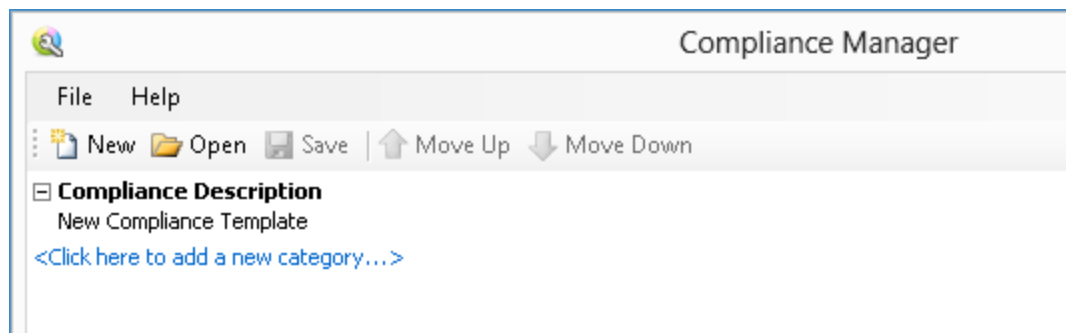 Compliance Manager
File Help
New Open Save Move Up Move Down
Compliance Description
New Compliance Template
<Click here to add a new category...>